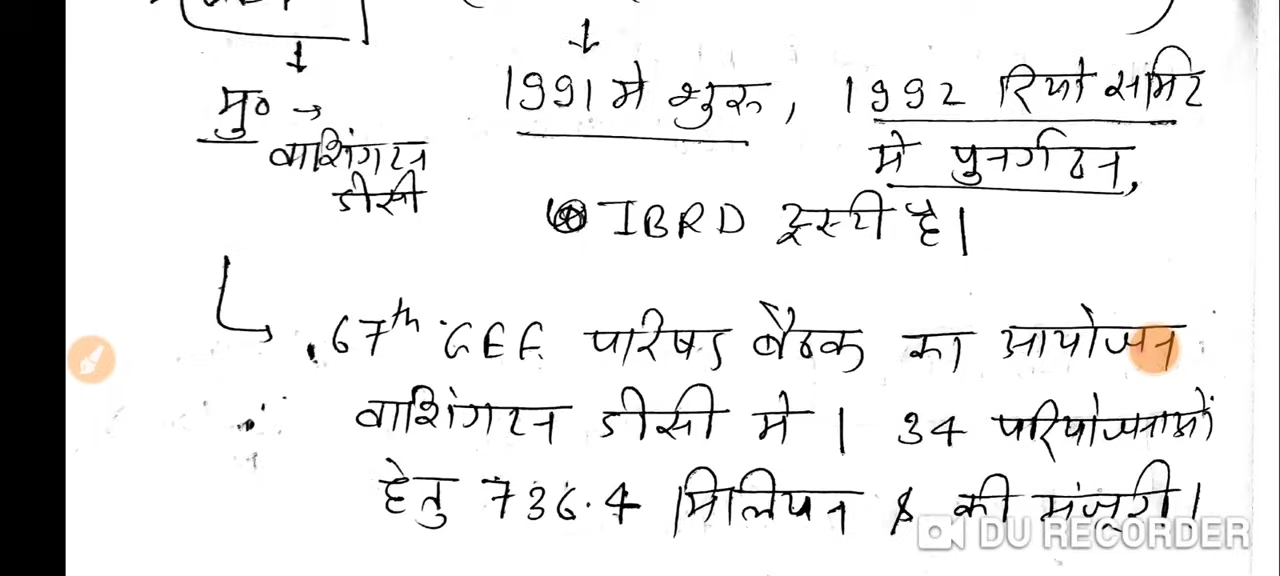 मु० → 1991 मे शुरू, 1992 रियो समिट
वाशिंगटन मे पुनर्गठन,
डीसी IBRD ट्रस्टी है।
67th GEF परिषद बैठक का आयोजन
वाशिंगटन डीसी मे। 34 परियोजनाओं
हेतु 736.4 मिलियन $ की मंजूरी।
DU RECORDER